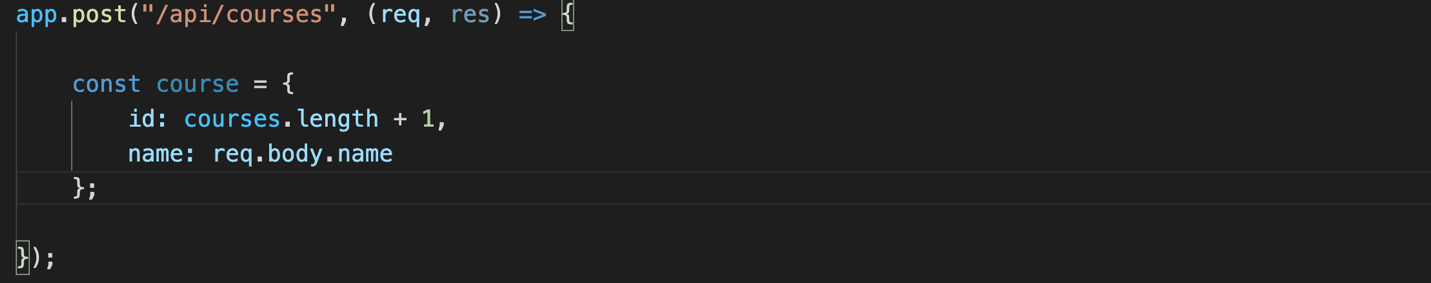 app.post("/api/courses", (req, res) => {
const course = {
id: courses.length + 1,
name: req.body.name
};
});